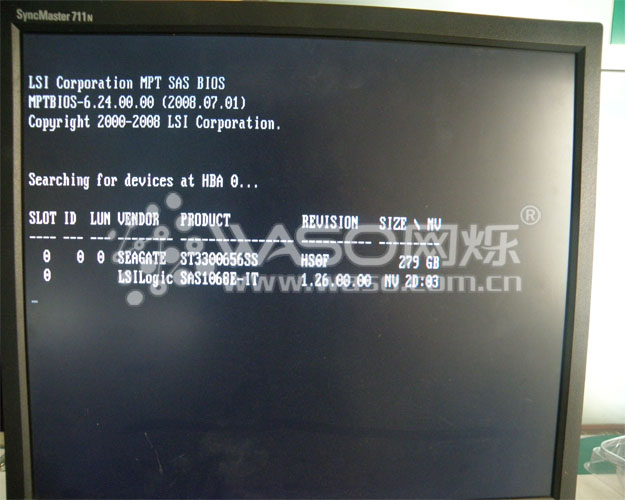 SyncMaster 711N
LSI Corporation MPT SAS BIOS
MPTBIOS-6.24.00.00 (2008.07.01)
Copyright 2000-2008 LSI Corporation.
Searching for devices at HBA 0...
SLOT ID LUN VENDOR PRODUCT REVISION SIZE \ NV
---- --- --- -------- ---------------- ---------- ---------
0 0 0 SEAGATE ST3300656SS HS0F 279 GB
0 LSILogic SAS1068E-IT 1.26.00.00 NV 2D:03
WASO网烁®
www.waso.com.cn